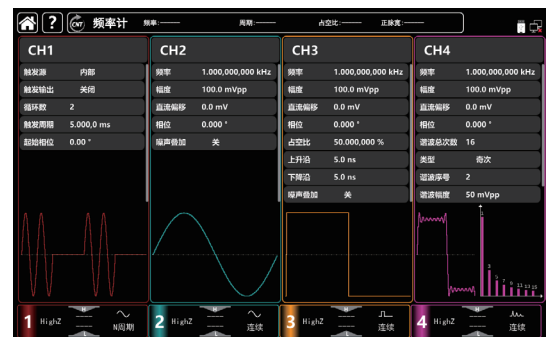 ? CNT 频率计 频率:—— 周期:—— 占空比:—— 正脉宽:——
CH1
触发源 内部
触发输出 关闭
循环数 2
触发周期 5.000,0 ms
起始相位 0.00 °
CH2
频率 1.000,000,000 kHz
幅度 100.0 mVpp
直流偏移 0.0 mV
相位 0.000 °
噪声叠加 关
CH3
频率 1.000,000,000 kHz
幅度 100.0 mVpp
直流偏移 0.0 mV
相位 0.000 °
占空比 50.000,000 %
上升沿 5.0 ns
下降沿 5.0 ns
噪声叠加 关
CH4
频率 1.000,000,000 kHz
幅度 100.0 mVpp
直流偏移 0.0 mV
相位 0.000 °
谐波总次数 16
类型 奇次
谐波序号 2
谐波幅度 50 mVpp
1
3
5 7 9 11 13 15
1 HighZ H L N周期
2 HighZ H L 连续
3 HighZ H L 连续
4 HighZ H L 连续